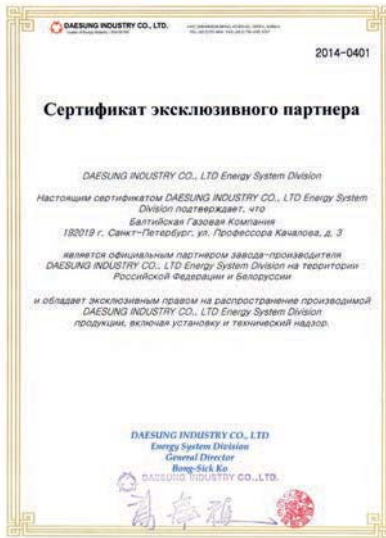 DAESUNG INDUSTRY CO., LTD.
2014-0401
Сертификат эксклюзивного партнера
DAESUNG INDUSTRY CO., LTD Energy System Division
Настоящим сертификатом DAESUNG INDUSTRY CO., LTD Energy System
Division подтверждает, что
Балтийская Газовая Компания
192019 г. Санкт-Петербург, ул. Профессора Качалова, д. 3
является официальным партнером завода-производителя
DAESUNG INDUSTRY CO., LTD Energy System Division на территории
Российской Федерации и Белоруссии
и обладает эксклюзивным правом на распространение производимой
DAESUNG INDUSTRY CO., LTD Energy System Division
продукции, включая установку и технический надзор.
DAESUNG INDUSTRY CO., LTD
Energy System Division
General Director
Bong-Sick Ko
DAESUNG INDUSTRY CO.,LTD.